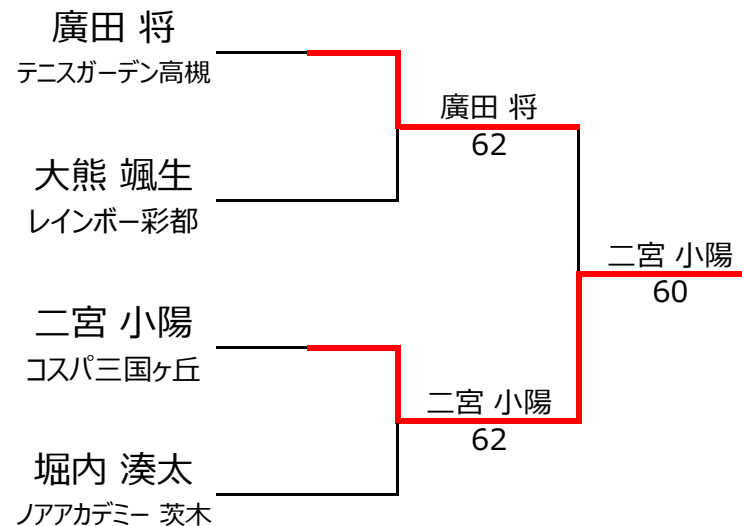 廣田 将
テニスガーデン高槻
大熊 颯生
レインボー彩都
二宮 小陽
コスパ三国ヶ丘
堀内 湊太
ノアアカデミー 茨木
廣田 将
62
二宮 小陽
62
二宮 小陽
60